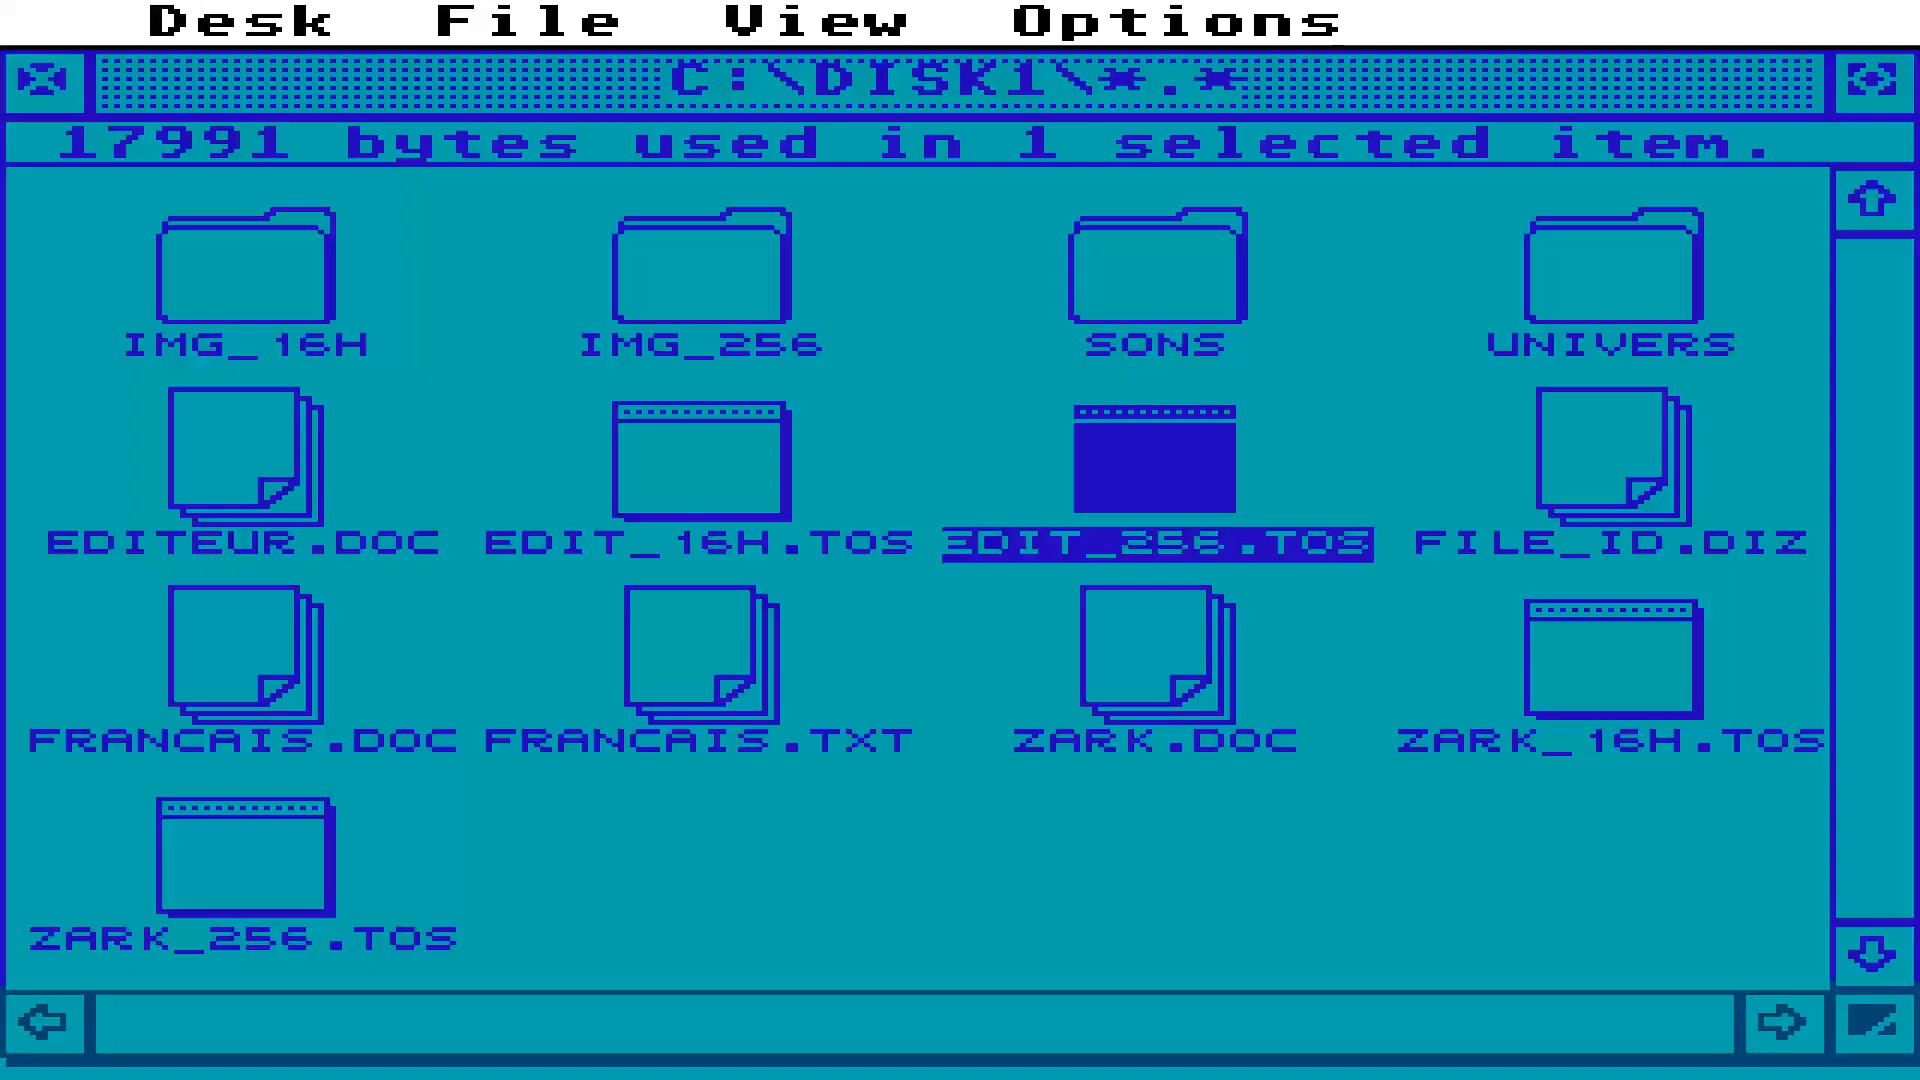 Desk File View Options
C:\DISK1\*.*
17991 bytes used in 1 selected item.
IMG_16H IMG_256 SONS UNIVERS
EDITEUR.DOC EDIT_16H.TOS EDIT_256.TOS FILE_ID.DIZ
FRANCAIS.DOC FRANCAIS.TXT ZARK.DOC ZARK_16H.TOS
ZARK_256.TOS